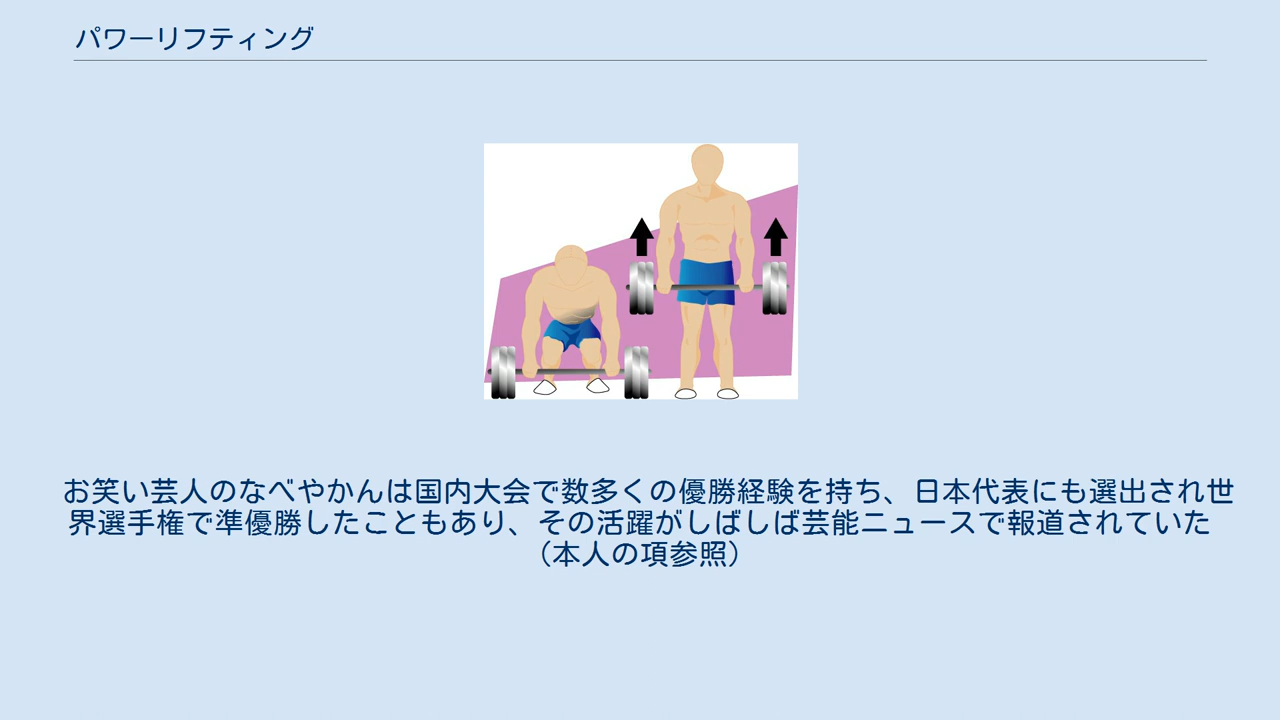 パワーリフティング
お笑い芸人のなべやかんは国内大会で数多くの優勝経験を持ち、日本代表にも選出され世
界選手権で準優勝したこともあり、その活躍がしばしば芸能ニュースで報道されていた
（本人の項参照）